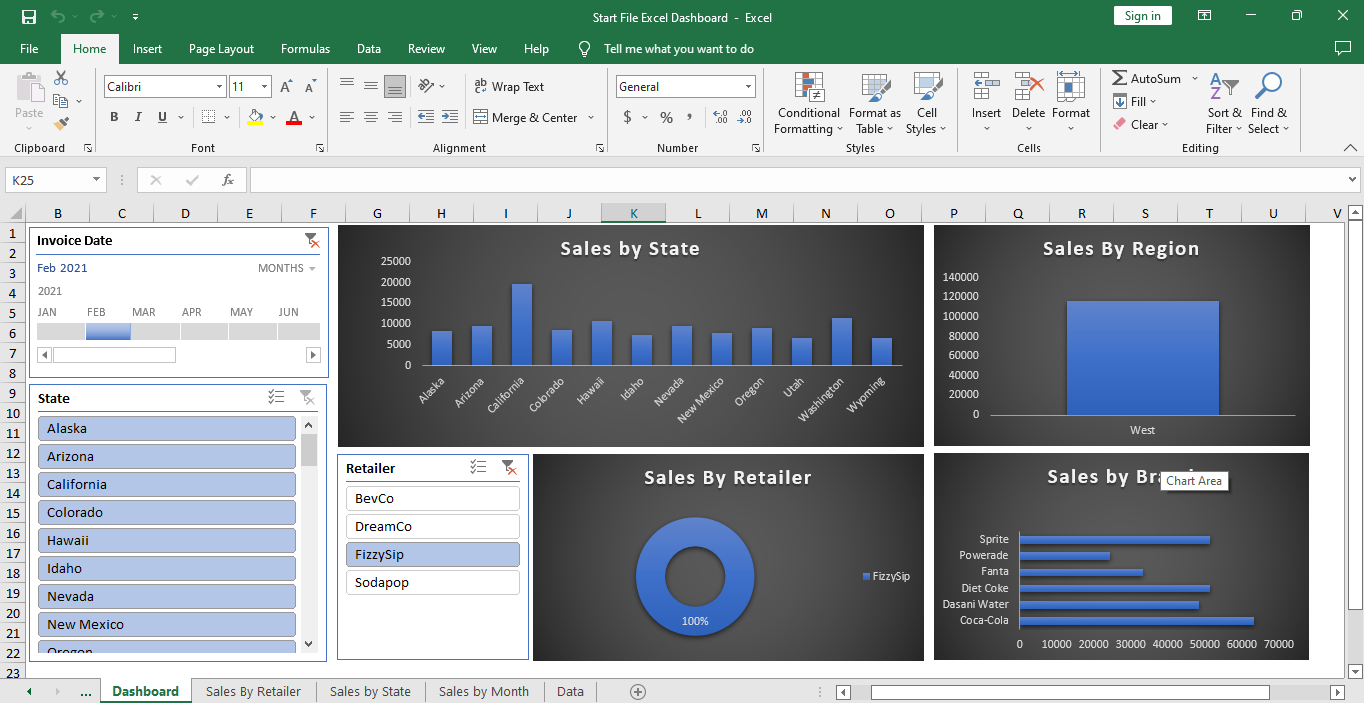 Start File Excel Dashboard - Excel
Sign in
File Home Insert Page Layout Formulas Data Review View Help Tell me what you want to do
Paste
Calibri 11
B I U A
ab Wrap Text
Merge & Center
General
$ % ,
Conditional Formatting
Format as Table
Cell Styles
Insert Delete Format
AutoSum
Fill
Clear
Sort & Filter
Find & Select
Clipboard Font Alignment Number Styles Cells Editing
K25 fx
B C D E F G H I J K L M N O P Q R S T U V
1
2
3
4
5
6
7
8
9
10
11
12
13
14
15
16
17
18
19
20
21
22
23
Invoice Date
Feb 2021 MONTHS
2021
JAN FEB MAR APR MAY JUN
State
Alaska
Arizona
California
Colorado
Hawaii
Idaho
Nevada
New Mexico
Oregon
Sales by State
25000
20000
15000
10000
5000
0
Alaska Arizona California Colorado Hawaii Idaho Nevada New Mexico Oregon Utah Washington Wyoming
Sales By Region
140000
120000
100000
80000
60000
40000
20000
0
West
Retailer
BevCo
DreamCo
FizzySip
Sodapop
Sales By Retailer
FizzySip
100%
Sales by
Chart Area
Sprite
Powerade
Fanta
Diet Coke
Dasani Water
Coca-Cola
0 10000 20000 30000 40000 50000 60000 70000
... Dashboard Sales By Retailer Sales by State Sales by Month Data